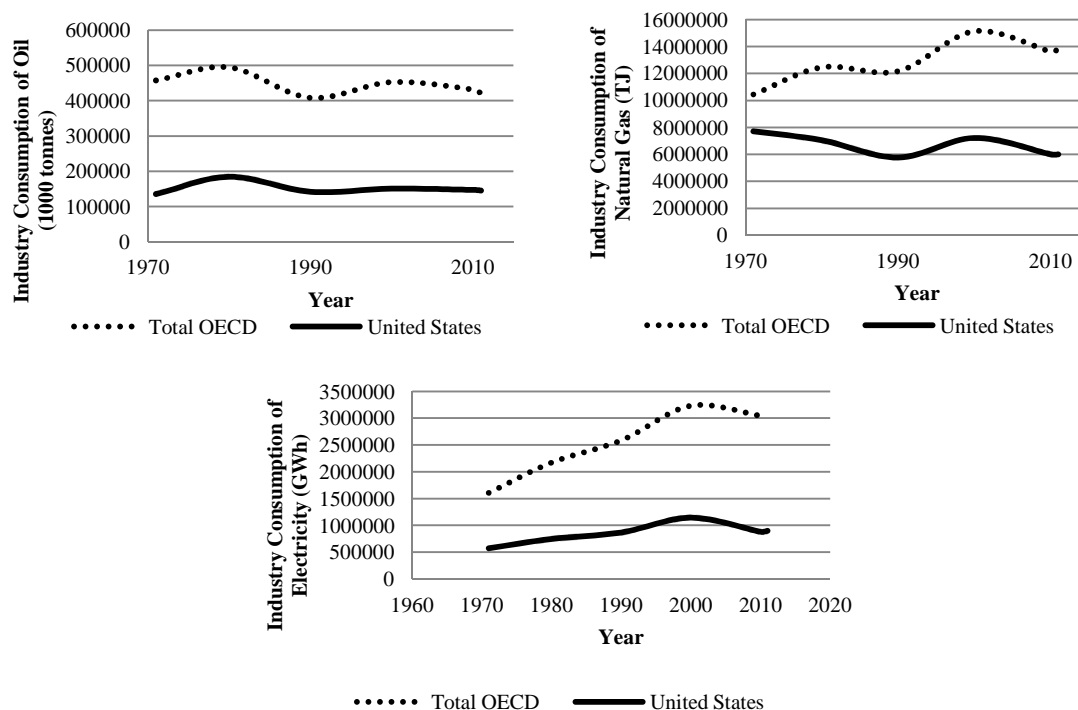 Industry Consumption of Oil
(1000 tonnes)
600000
500000
400000
300000
200000
100000
0
1970
1990
2010
Year
Total OECD
United States
Industry Consumption of
Natural Gas (TJ)
16000000
14000000
12000000
10000000
8000000
6000000
4000000
2000000
0
1970
1990
2010
Year
Total OECD
United States
Industry Consumption of
Electricity (GWh)
3500000
3000000
2500000
2000000
1500000
1000000
500000
0
1960
1970
1980
1990
2000
2010
2020
Year
Total OECD
United States